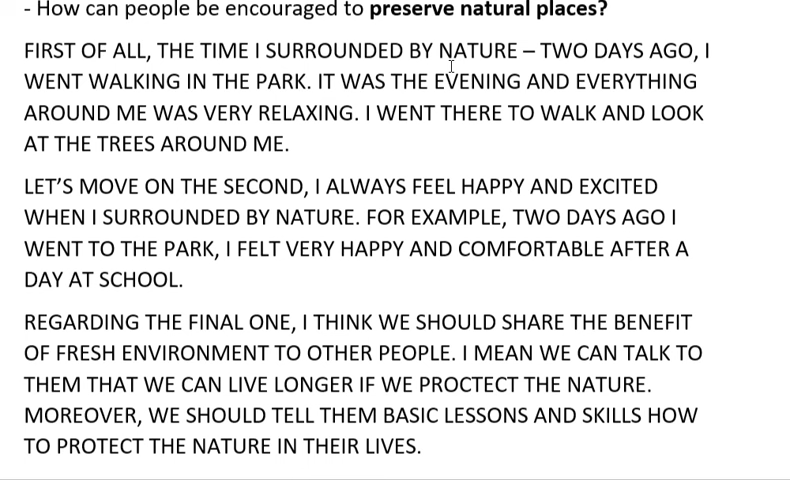 - How can people be encouraged to preserve natural places?
FIRST OF ALL, THE TIME I SURROUNDED BY NATURE – TWO DAYS AGO, I
WENT WALKING IN THE PARK. IT WAS THE EVENING AND EVERYTHING
AROUND ME WAS VERY RELAXING. I WENT THERE TO WALK AND LOOK
AT THE TREES AROUND ME.
LET’S MOVE ON THE SECOND, I ALWAYS FEEL HAPPY AND EXCITED
WHEN I SURROUNDED BY NATURE. FOR EXAMPLE, TWO DAYS AGO I
WENT TO THE PARK, I FELT VERY HAPPY AND COMFORTABLE AFTER A
DAY AT SCHOOL.
REGARDING THE FINAL ONE, I THINK WE SHOULD SHARE THE BENEFIT
OF FRESH ENVIRONMENT TO OTHER PEOPLE. I MEAN WE CAN TALK TO
THEM THAT WE CAN LIVE LONGER IF WE PROCTECT THE NATURE.
MOREOVER, WE SHOULD TELL THEM BASIC LESSONS AND SKILLS HOW
TO PROTECT THE NATURE IN THEIR LIVES.